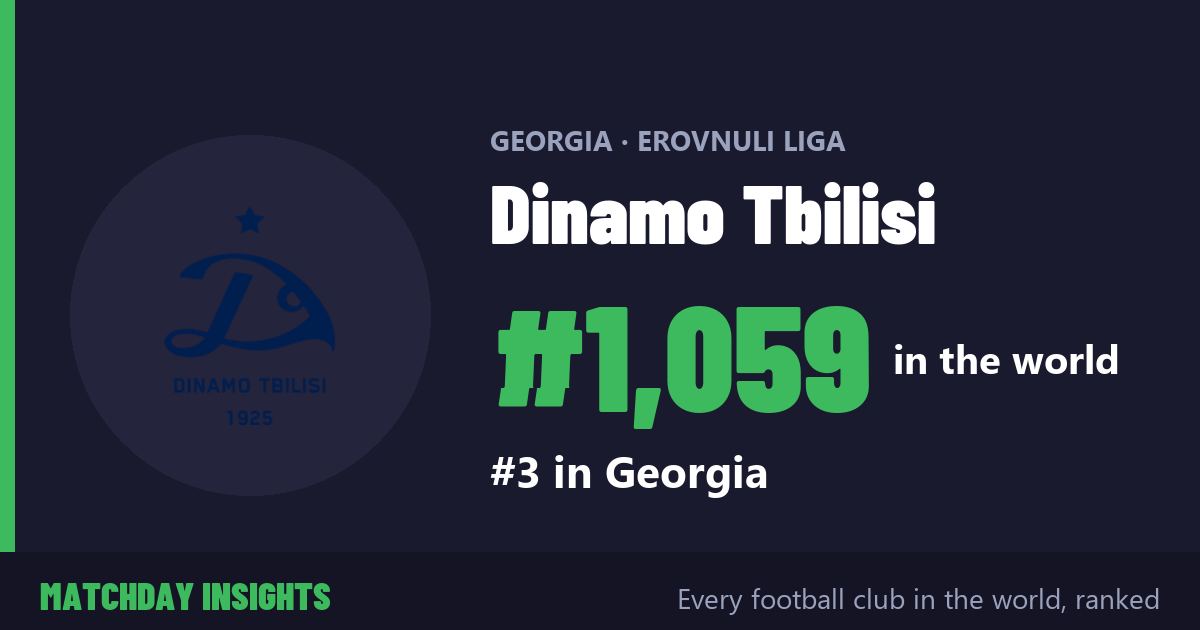 GEORGIA · EROVNULI LIGA
Dinamo Tbilisi
#1,059 in the world
#3 in Georgia
DINAMO TBILISI
1925
MATCHDAY INSIGHTS
Every football club in the world, ranked